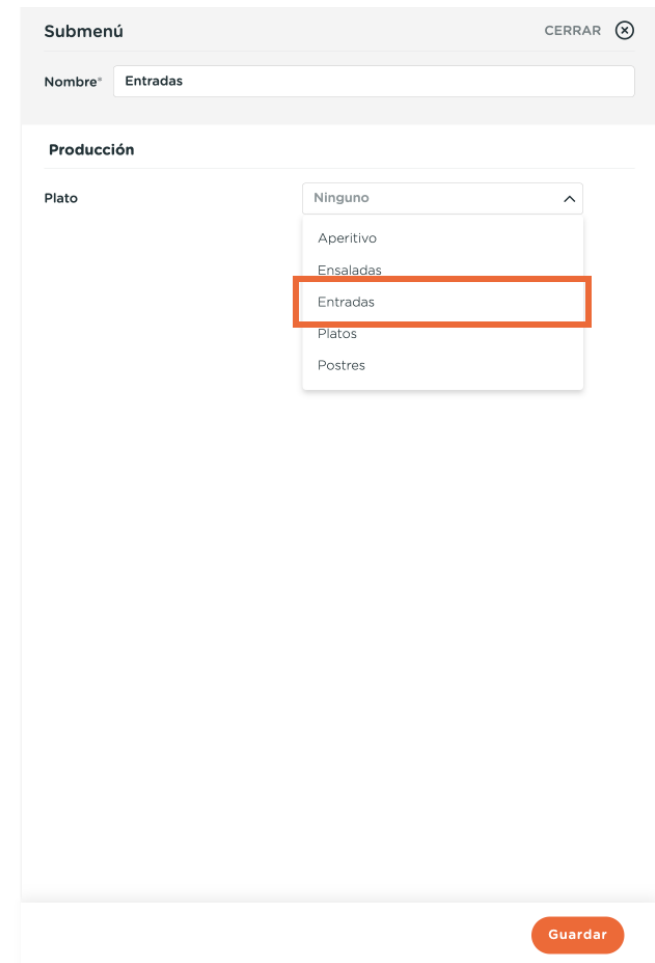 Submenú CERRAR
Nombre* Entradas
Producción
Plato Ninguno
Aperitivo
Ensaladas
Entradas
Platos
Postres
Guardar